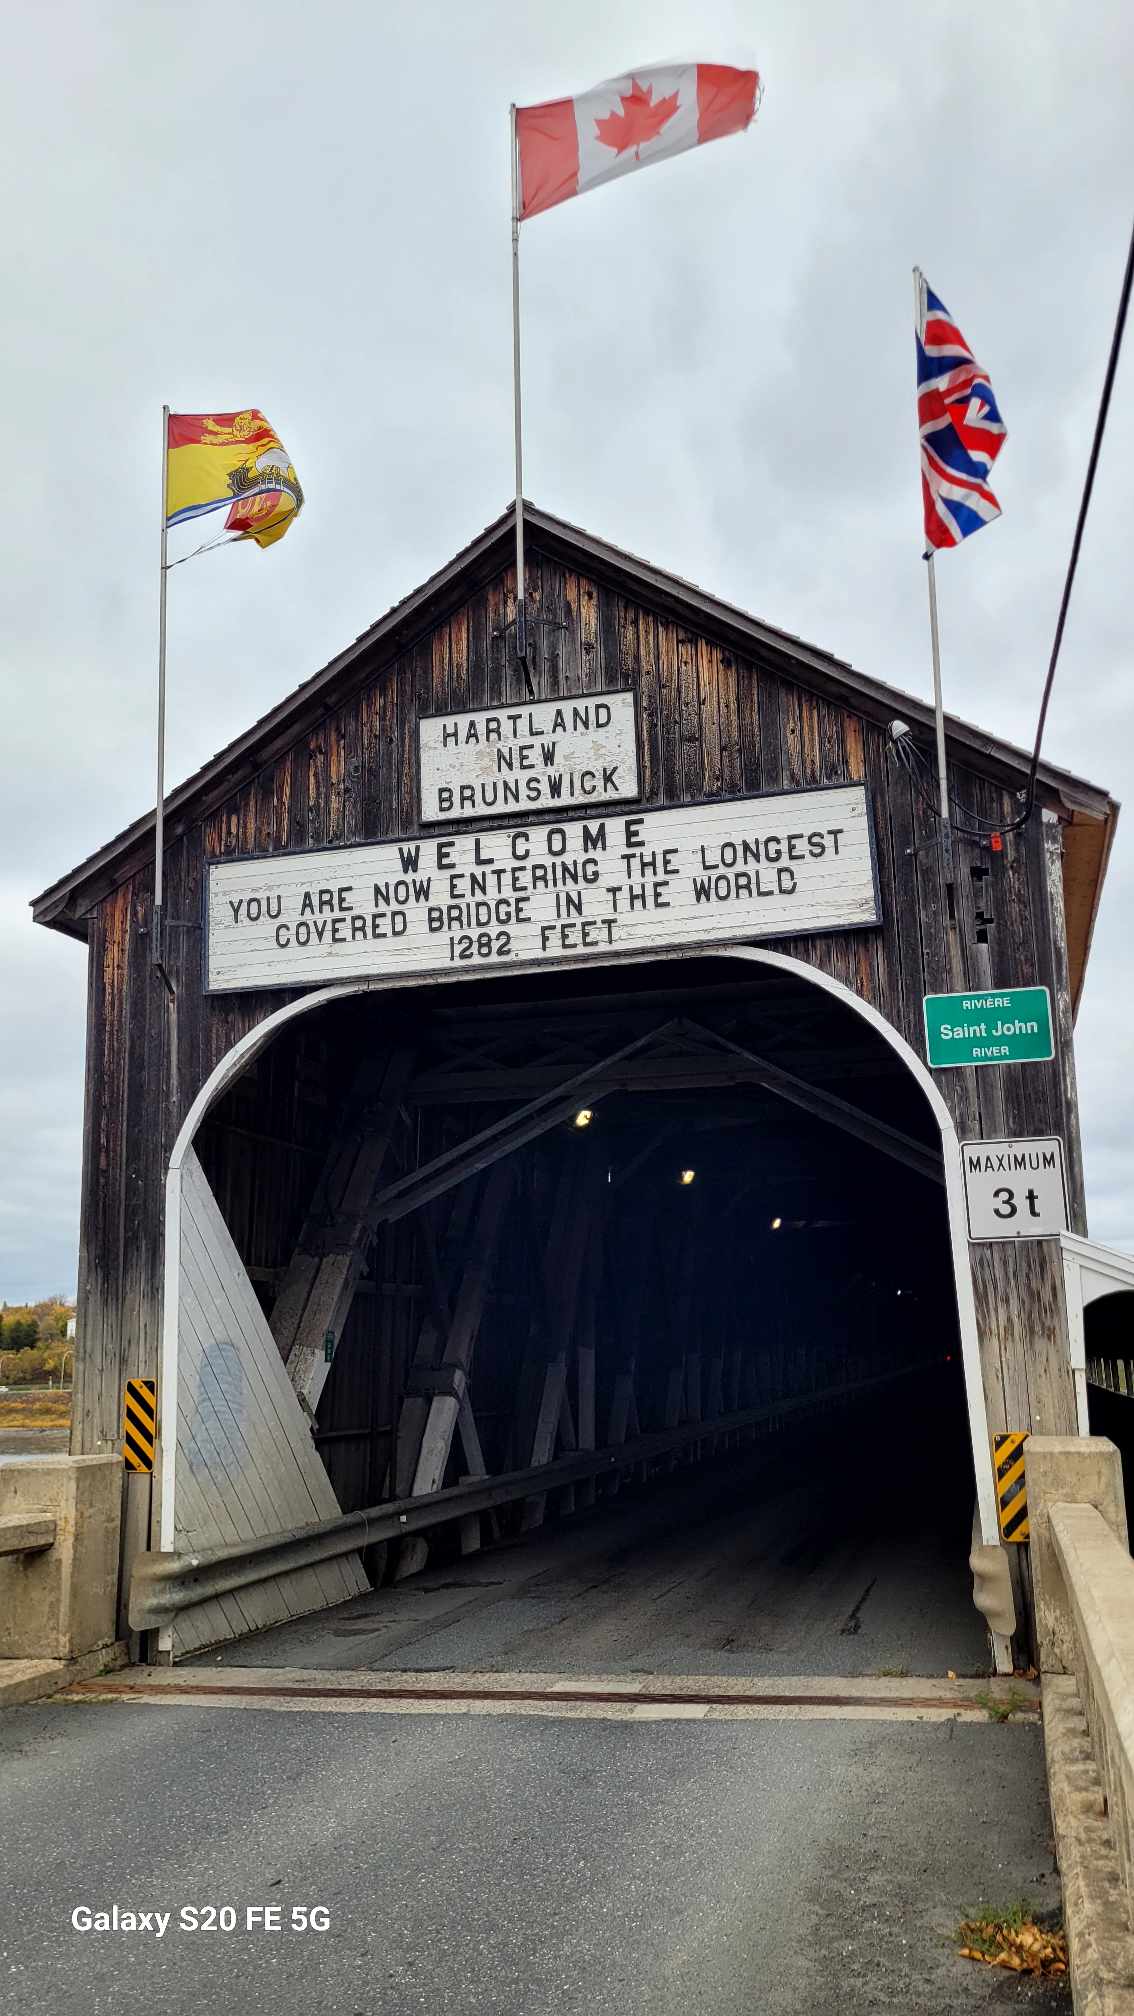 HARTLAND
NEW
BRUNSWICK
WELCOME
YOU ARE NOW ENTERING THE LONGEST
COVERED BRIDGE IN THE WORLD
1282 FEET
RIVIÈRE
Saint John
RIVER
MAXIMUM
3t
Galaxy S20 FE 5G